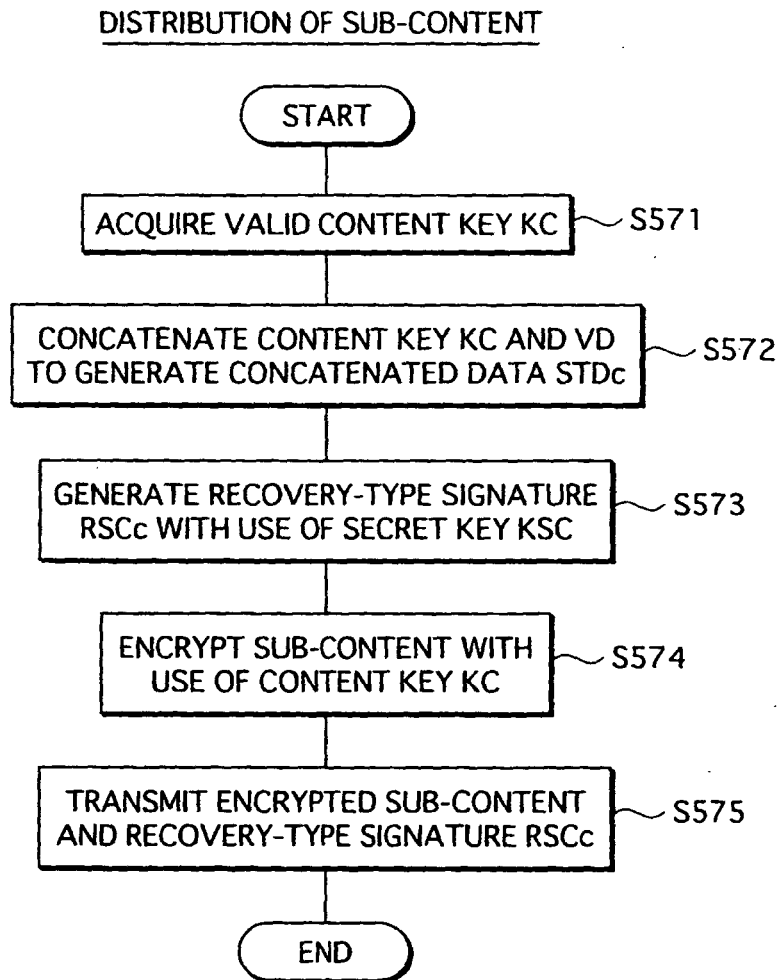 DISTRIBUTION OF SUB-CONTENT
START
ACQUIRE VALID CONTENT KEY KC
S571
CONCATENATE CONTENT KEY KC AND VD
TO GENERATE CONCATENATED DATA STDc
S572
GENERATE RECOVERY-TYPE SIGNATURE
RSCc WITH USE OF SECRET KEY KSC
S573
ENCRYPT SUB-CONTENT WITH
USE OF CONTENT KEY KC
S574
TRANSMIT ENCRYPTED SUB-CONTENT
AND RECOVERY-TYPE SIGNATURE RSCc
S575
END